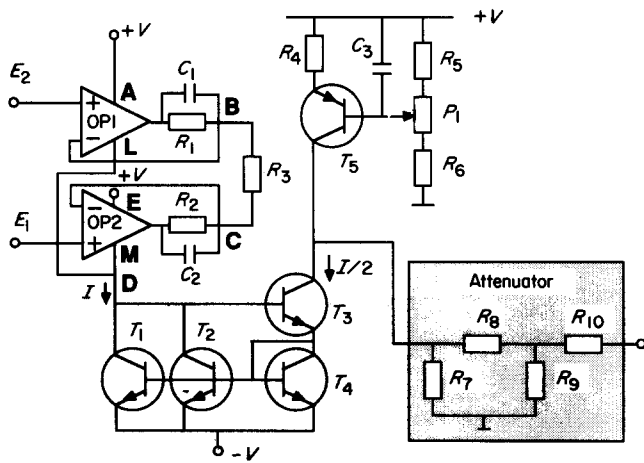 +V
+V
E2
A
C1
B
OP1
R1
L
+V
E
R2
R3
OP2
E1
C
M
C2
I
D
T1
T2
T3
T4
-V
R4
C3
R5
P1
T5
R6
I/2
Attenuator
R8
R10
R7
R9